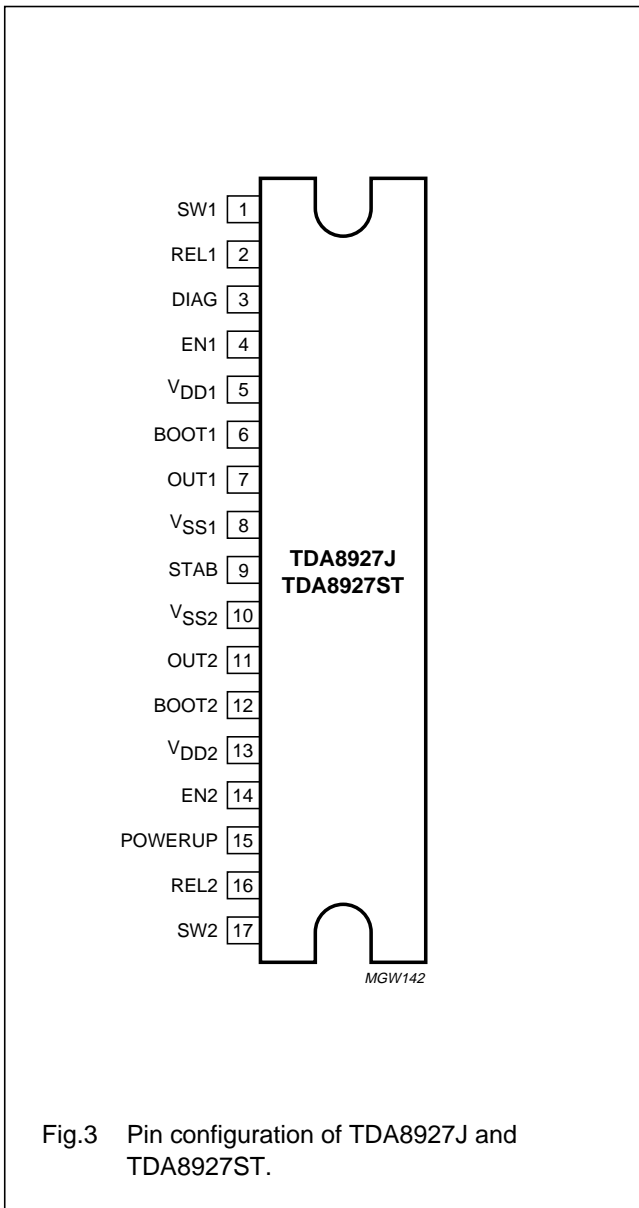 SW1 1
REL1 2
DIAG 3
EN1 4
VDD1 5
BOOT1 6
OUT1 7
VSS1 8
STAB 9
VSS2 10
OUT2 11
BOOT2 12
VDD2 13
EN2 14
POWERUP 15
REL2 16
SW2 17
TDA8927J
TDA8927ST
MGW142
Fig.3 Pin configuration of TDA8927J and
TDA8927ST.